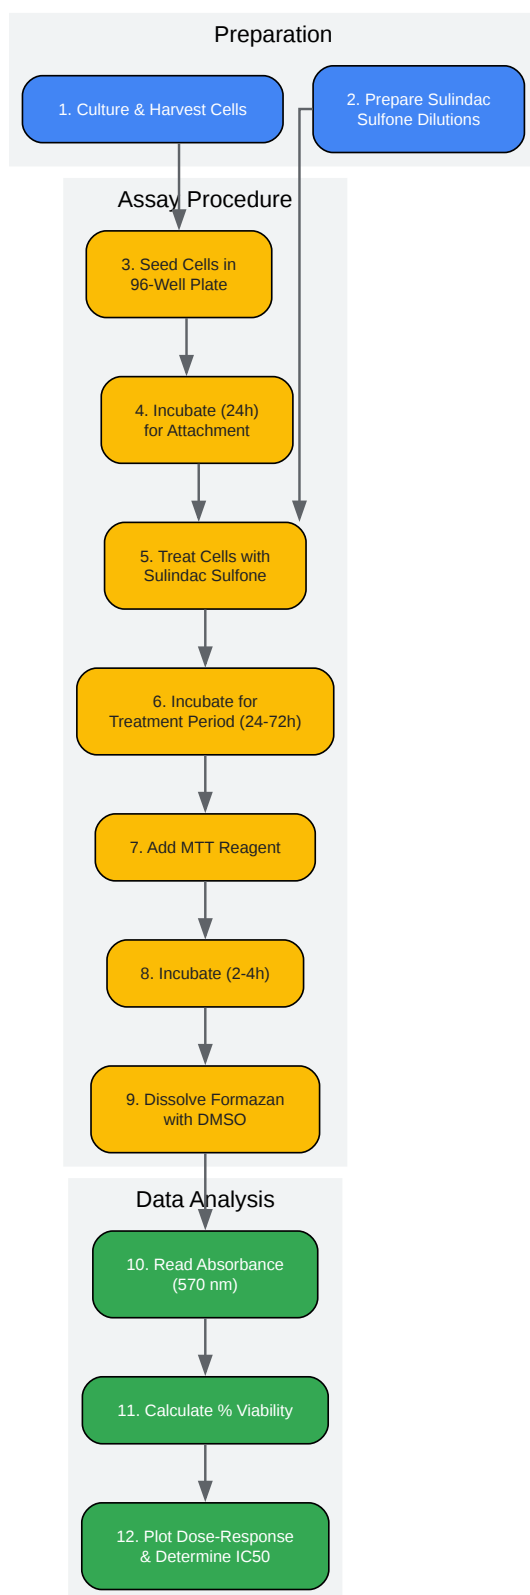 Preparation
1. Culture & Harvest Cells
2. Prepare Sulindac
Sulfone Dilutions
Assay Procedure
3. Seed Cells in
96-Well Plate
4. Incubate (24h)
for Attachment
5. Treat Cells with
Sulindac Sulfone
6. Incubate for
Treatment Period (24-72h)
7. Add MTT Reagent
8. Incubate (2-4h)
9. Dissolve Formazan
with DMSO
Data Analysis
10. Read Absorbance
(570 nm)
11. Calculate % Viability
12. Plot Dose-Response
& Determine IC50